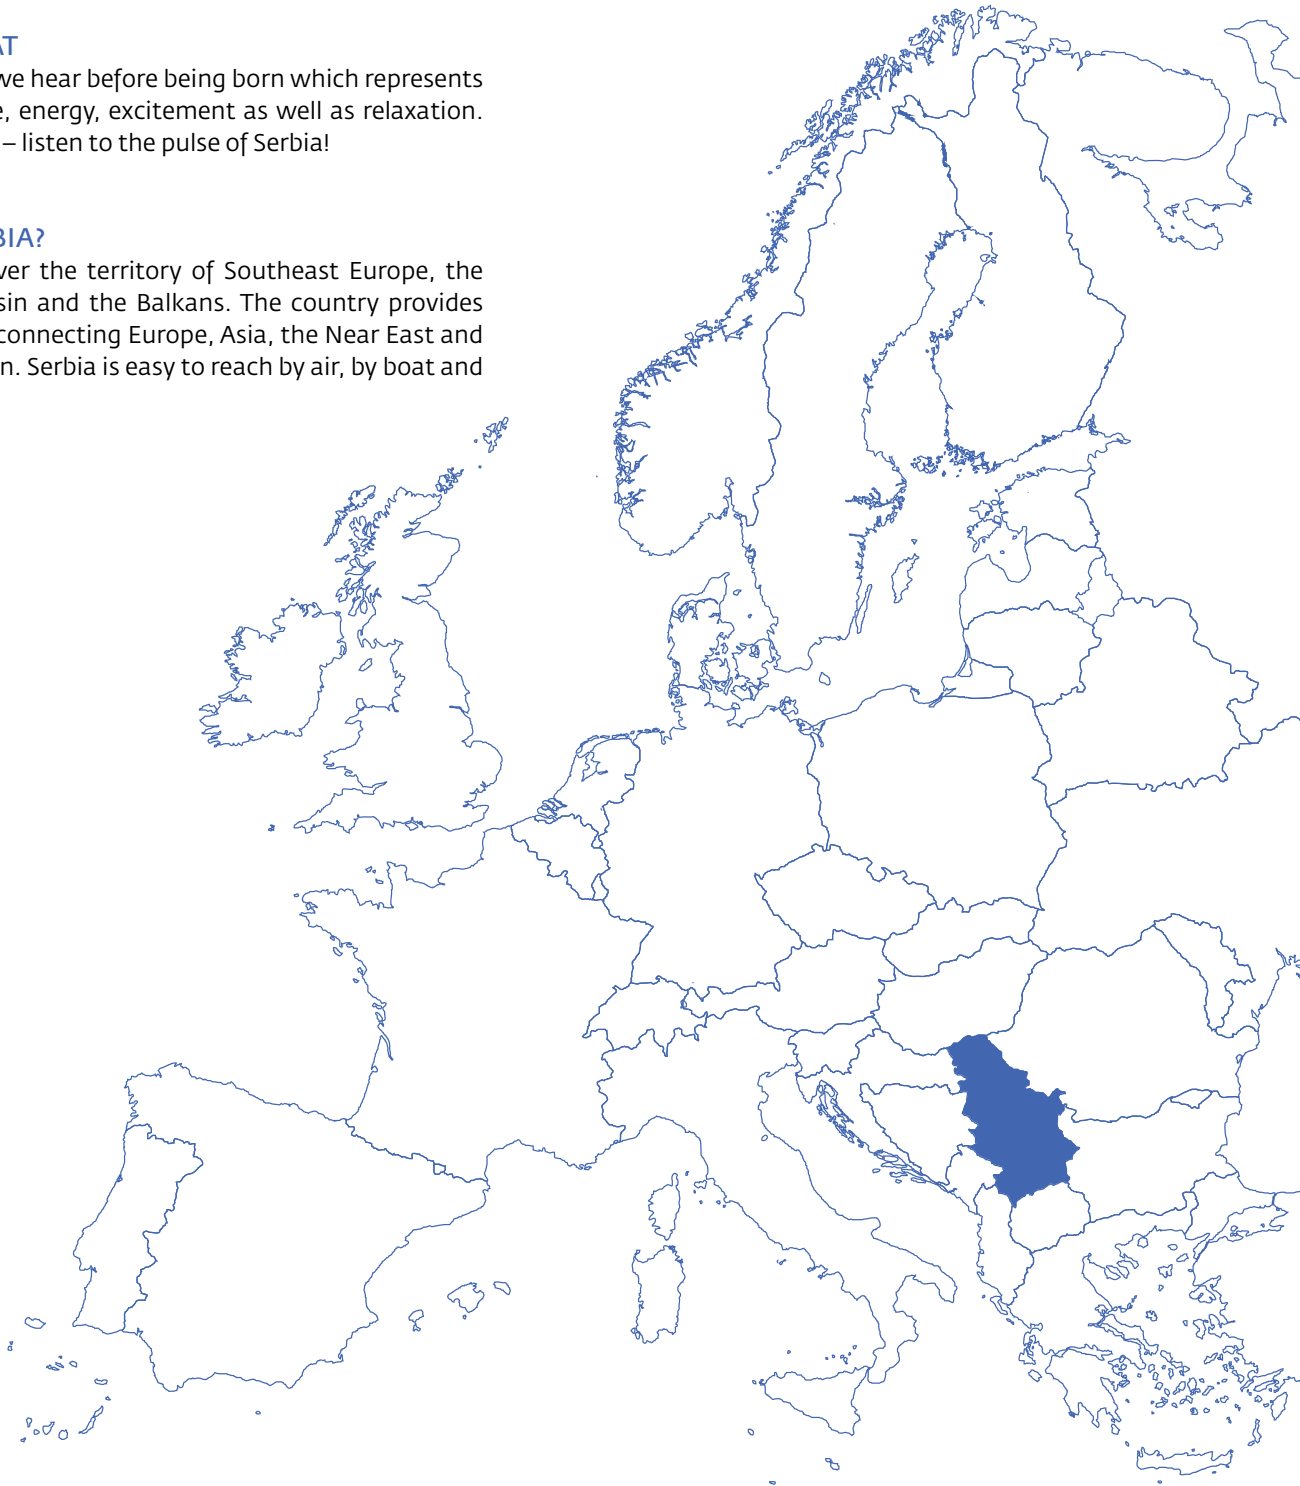 AT
we hear before being born which represents
e, energy, excitement as well as relaxation.
– listen to the pulse of Serbia!
BIA?
ver the territory of Southeast Europe, the
sin and the Balkans. The country provides
connecting Europe, Asia, the Near East and
n. Serbia is easy to reach by air, by boat and